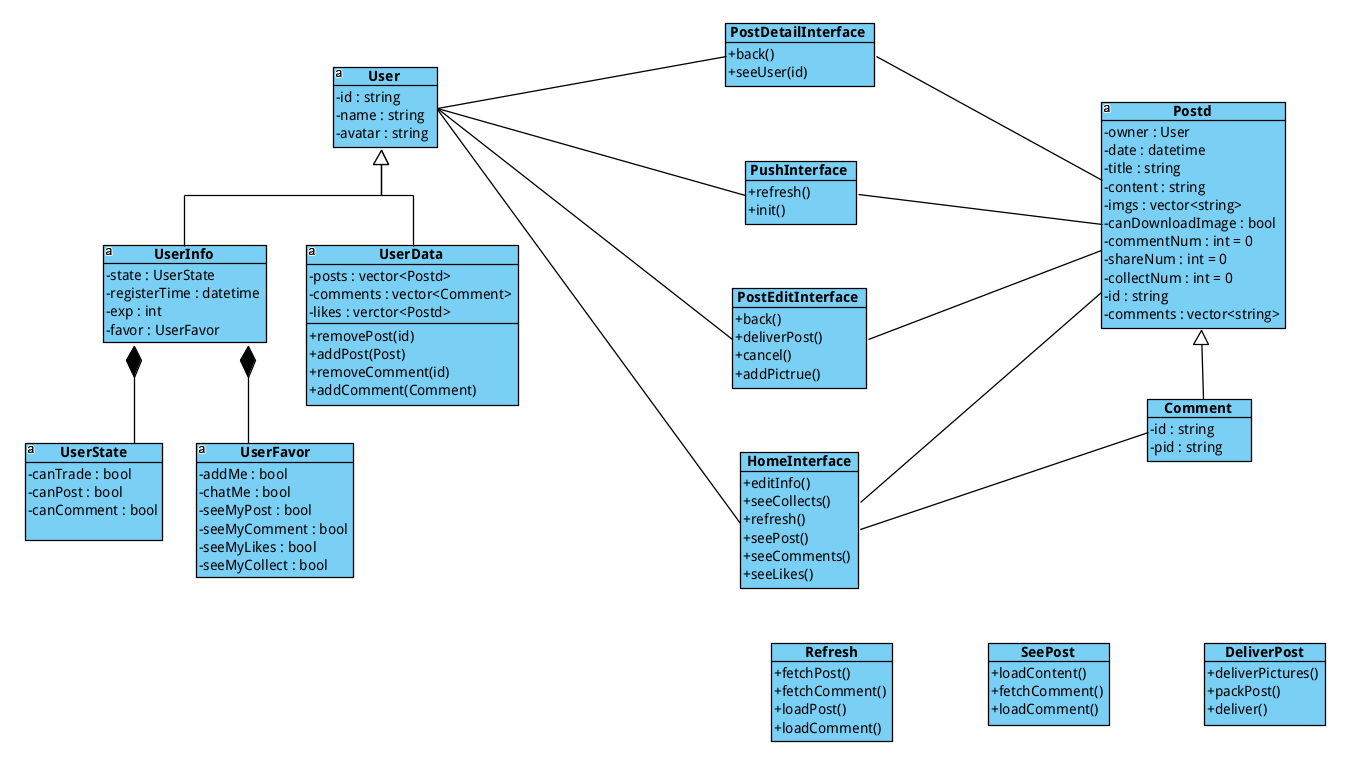 PostDetailInterface
+back()
+seeUser(id)
a
User
-id : string
-name : string
-avatar : string
a
Postd
-owner : User
-date : datetime
-title : string
-content : string
-imgs : vector<string>
-canDownloadImage : bool
-commentNum : int = 0
-shareNum : int = 0
-collectNum : int = 0
-id : string
-comments : vector<string>
PushInterface
+refresh()
+init()
a
UserInfo
-state : UserState
-registerTime : datetime
-exp : int
-favor : UserFavor
a
UserData
-posts : vector<Postd>
-comments : vector<Comment>
-likes : verctor<Postd>
+removePost(id)
+addPost(Post)
+removeComment(id)
+addComment(Comment)
PostEditInterface
+back()
+deliverPost()
+cancel()
+addPictrue()
Comment
-id : string
-pid : string
a
UserState
-canTrade : bool
-canPost : bool
-canComment : bool
a
UserFavor
-addMe : bool
-chatMe : bool
-seeMyPost : bool
-seeMyComment : bool
-seeMyLikes : bool
-seeMyCollect : bool
HomeInterface
+editInfo()
+seeCollects()
+refresh()
+seePost()
+seeComments()
+seeLikes()
Refresh
+fetchPost()
+fetchComment()
+loadPost()
+loadComment()
SeePost
+loadContent()
+fetchComment()
+loadComment()
DeliverPost
+deliverPictures()
+packPost()
+deliver()